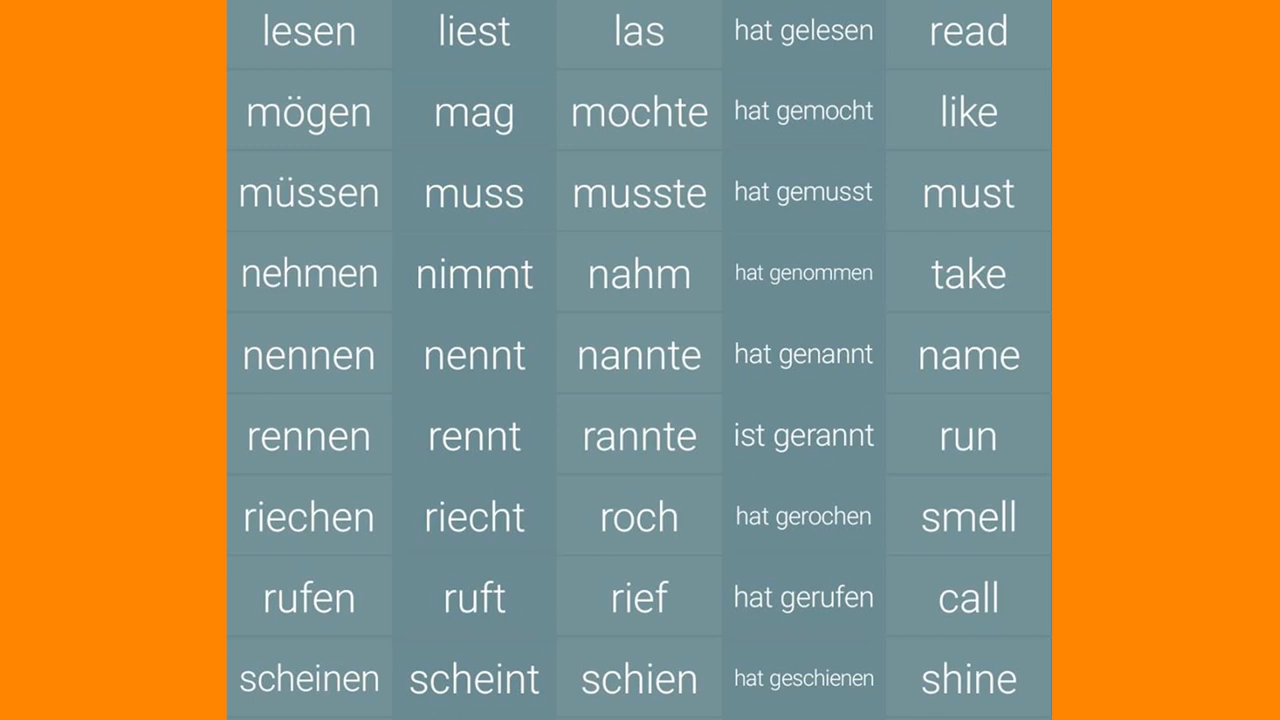 lesen liest las hat gelesen read
mögen mag mochte hat gemocht like
müssen muss musste hat gemusst must
nehmen nimmt nahm hat genommen take
nennen nennt nannte hat genannt name
rennen rennt rannte ist gerannt run
riechen riecht roch hat gerochen smell
rufen ruft rief hat gerufen call
scheinen scheint schien hat geschienen shine